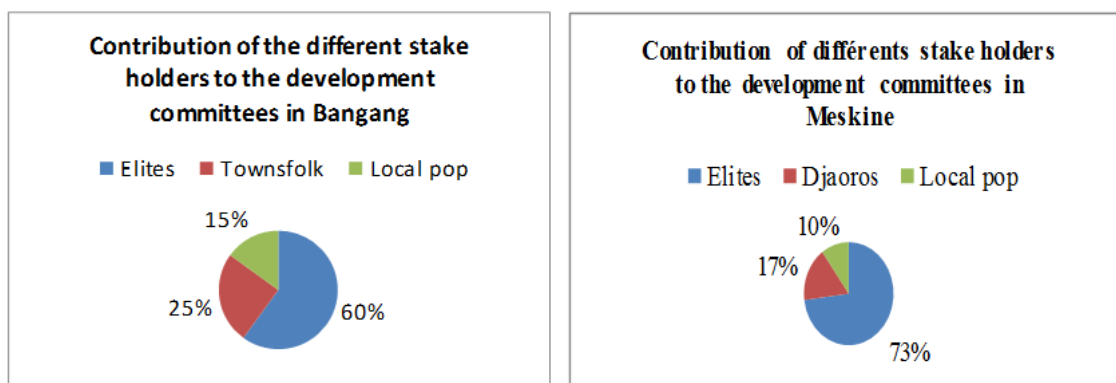 Contribution of the different stake
holders to the development
committees in Bangang
Elites Townsfolk Local pop
15%
25%
60%
Contribution of différents stake holders
to the development committees in
Meskine
Elites Djaoros Local pop
10%
17%
73%